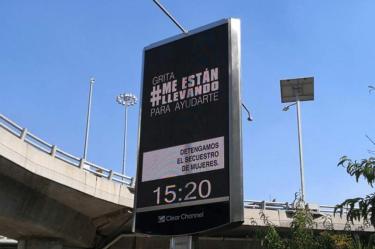 GRITA
#ME ESTÁN
LLEVANDO
PARA AYUDARTE
DETENGAMOS
EL SECUESTRO
DE MUJERES.
15:20
Clear Channel